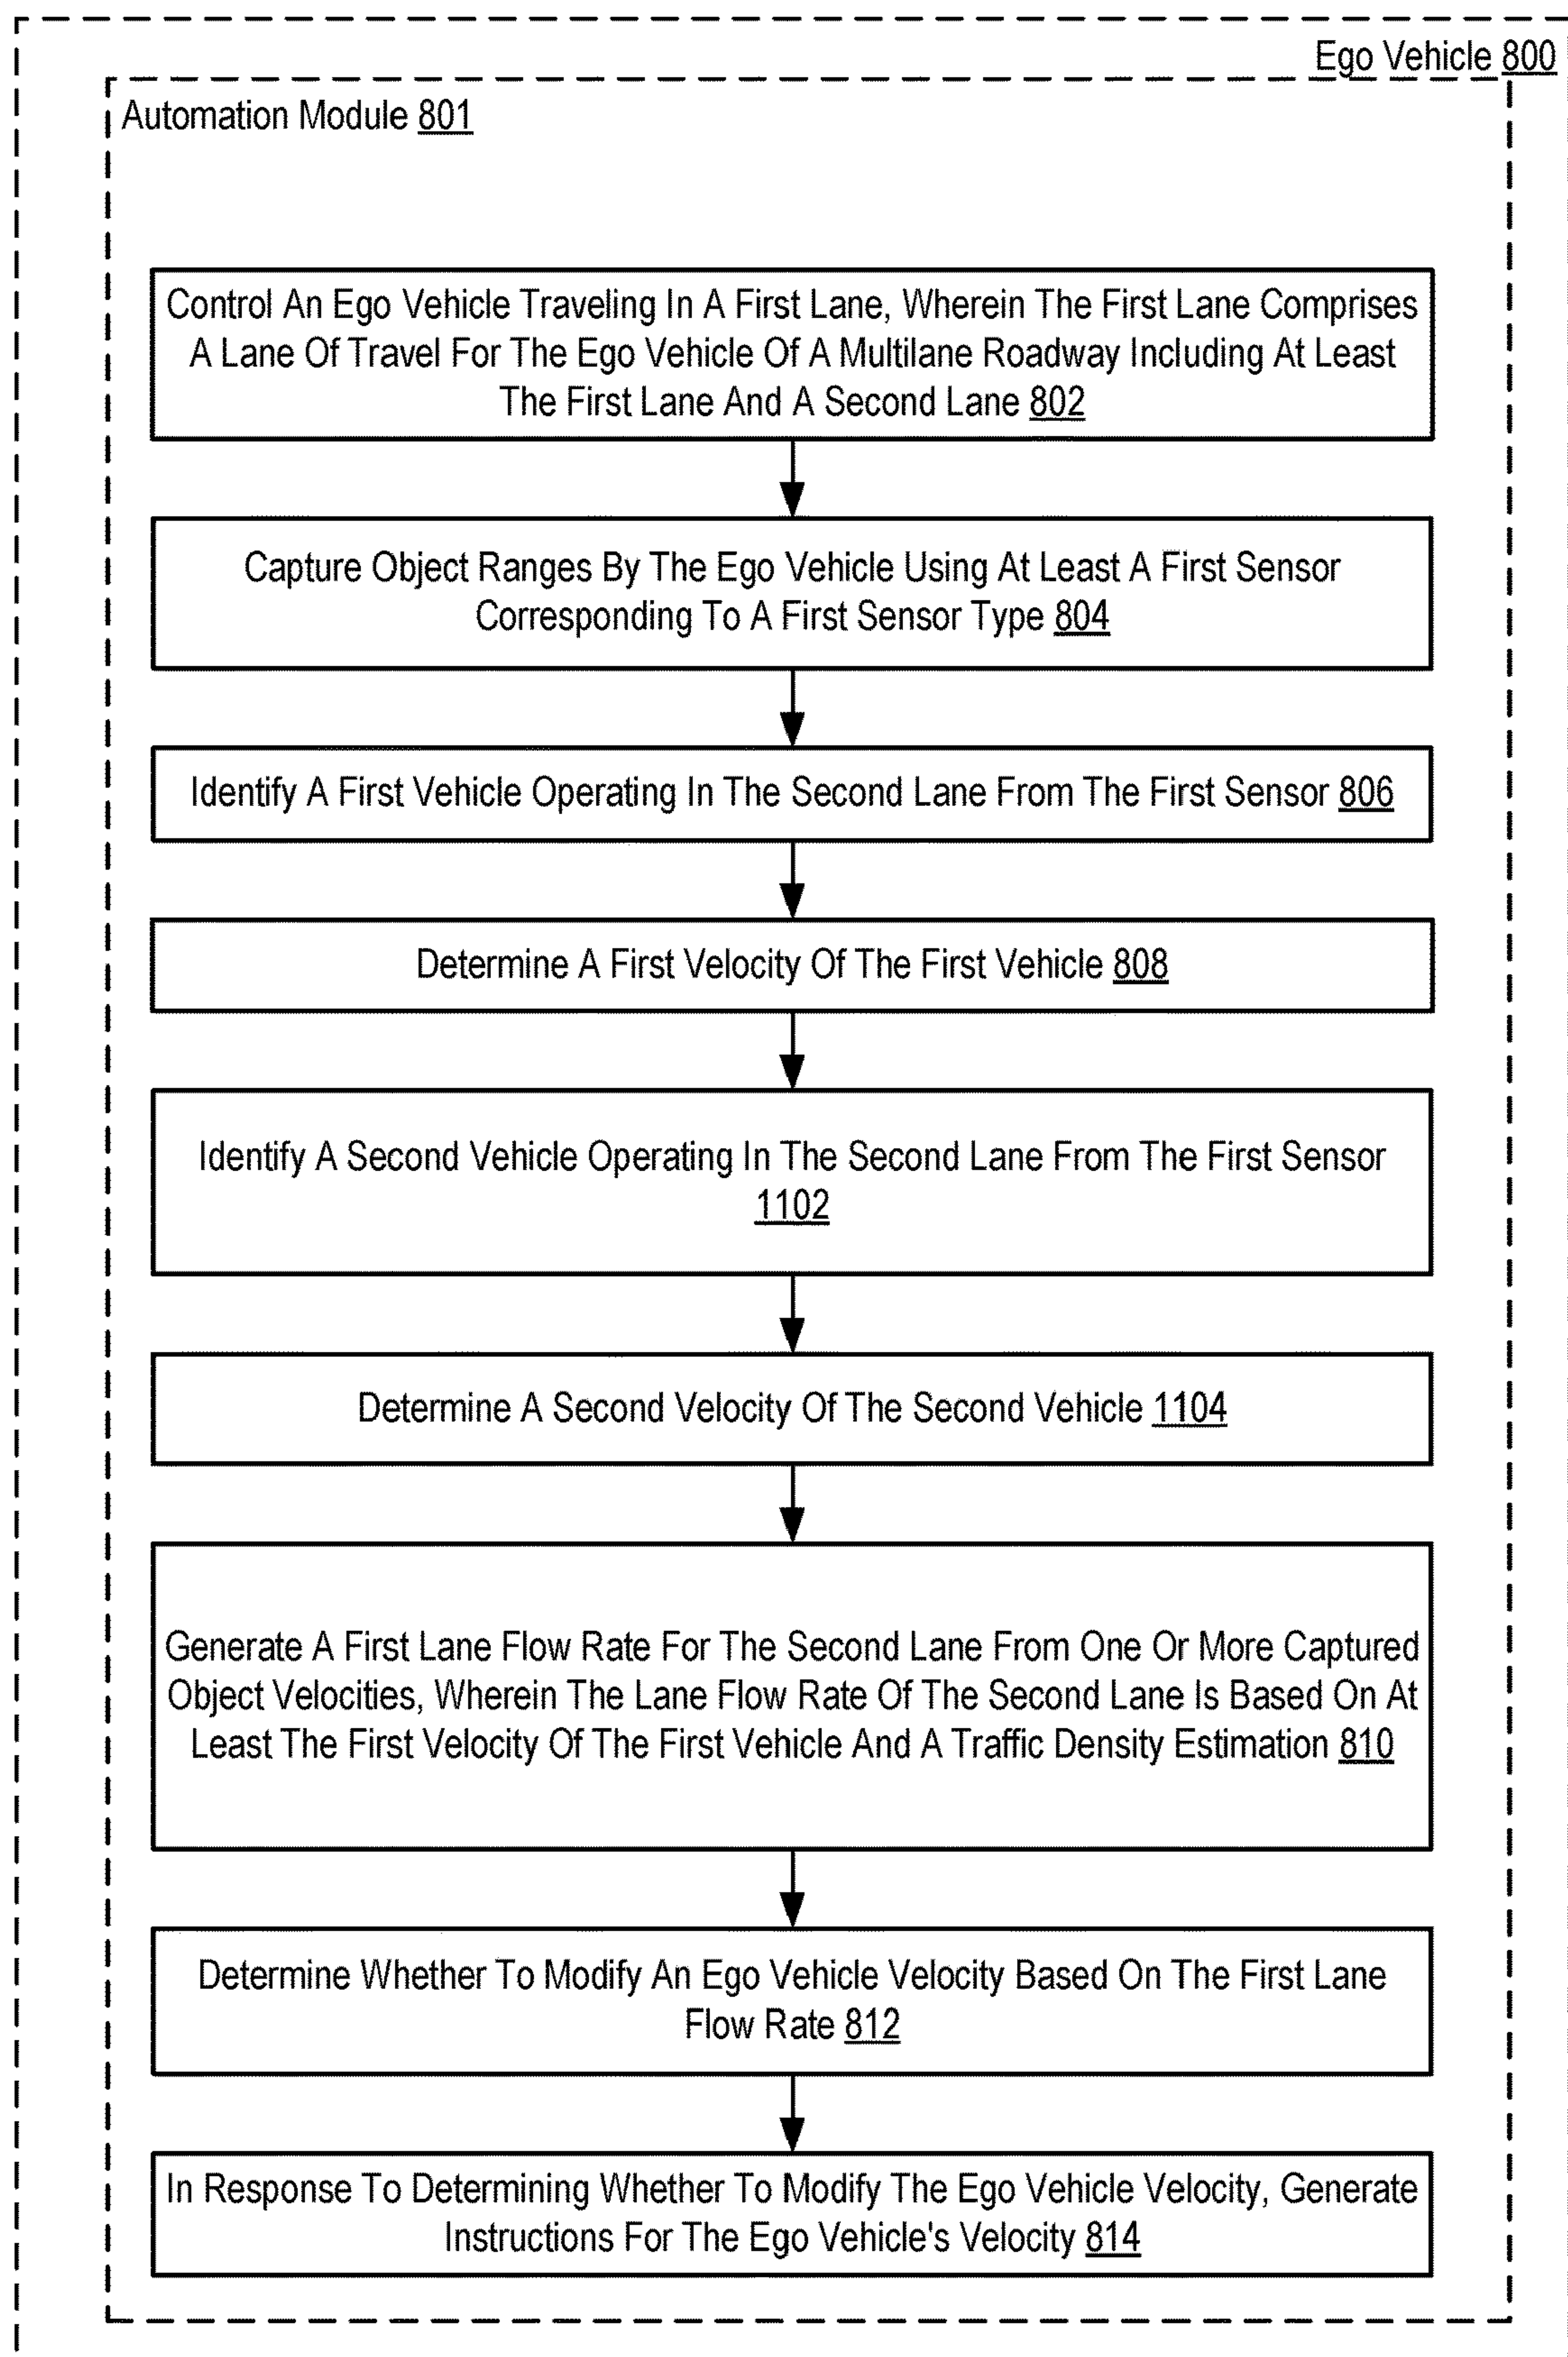 Ego Vehicle 800
Automation Module 801
Control An Ego Vehicle Traveling In A First Lane, Wherein The First Lane Comprises
A Lane Of Travel For The Ego Vehicle Of A Multilane Roadway Including At Least
The First Lane And A Second Lane 802
Capture Object Ranges By The Ego Vehicle Using At Least A First Sensor
Corresponding To A First Sensor Type 804
Identify A First Vehicle Operating In The Second Lane From The First Sensor 806
Determine A First Velocity Of The First Vehicle 808
Identify A Second Vehicle Operating In The Second Lane From The First Sensor
1102
Determine A Second Velocity Of The Second Vehicle 1104
Generate A First Lane Flow Rate For The Second Lane From One Or More Captured
Object Velocities, Wherein The Lane Flow Rate Of The Second Lane Is Based On At
Least The First Velocity Of The First Vehicle And A Traffic Density Estimation 810
Determine Whether To Modify An Ego Vehicle Velocity Based On The First Lane
Flow Rate 812
In Response To Determining Whether To Modify The Ego Vehicle Velocity, Generate
Instructions For The Ego Vehicle's Velocity 814